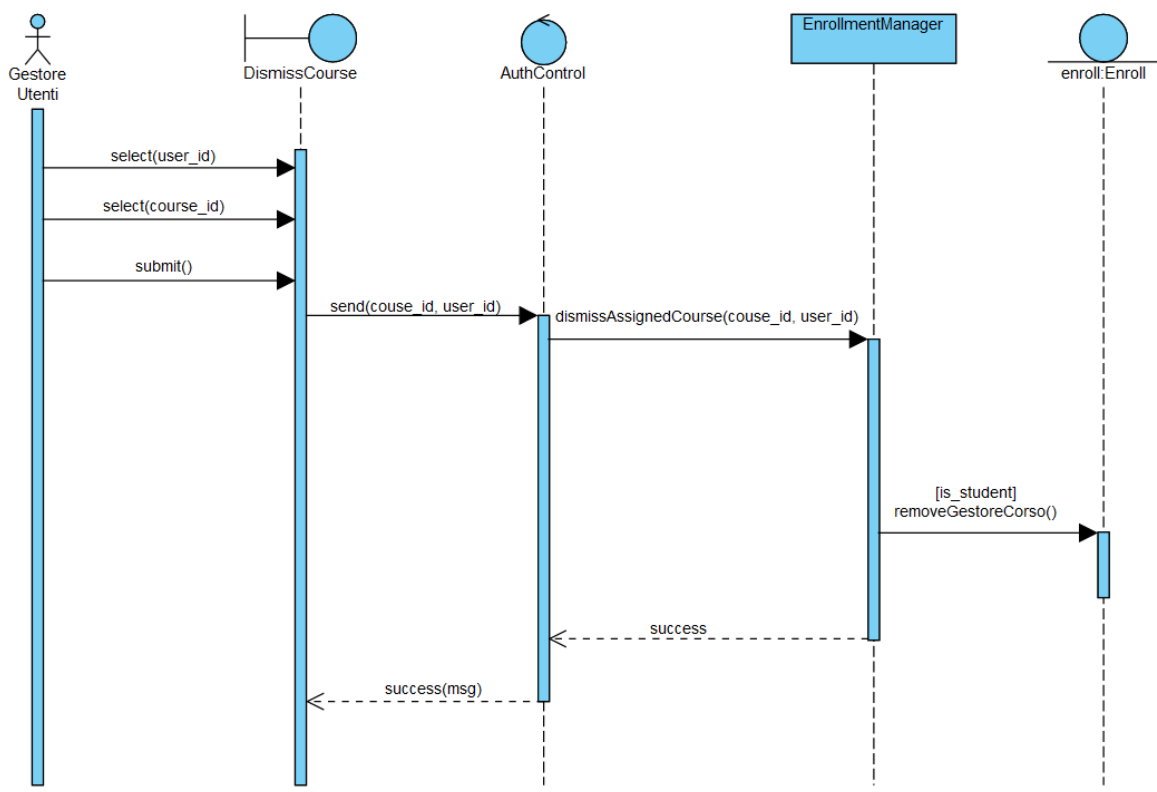 Gestore
Utenti
DismissCourse
AuthControl
EnrollmentManager
enroll:Enroll
select(user_id)
select(course_id)
submit()
send(couse_id, user_id)
dismissAssignedCourse(couse_id, user_id)
[is_student]
removeGestoreCorso()
success
success(msg)